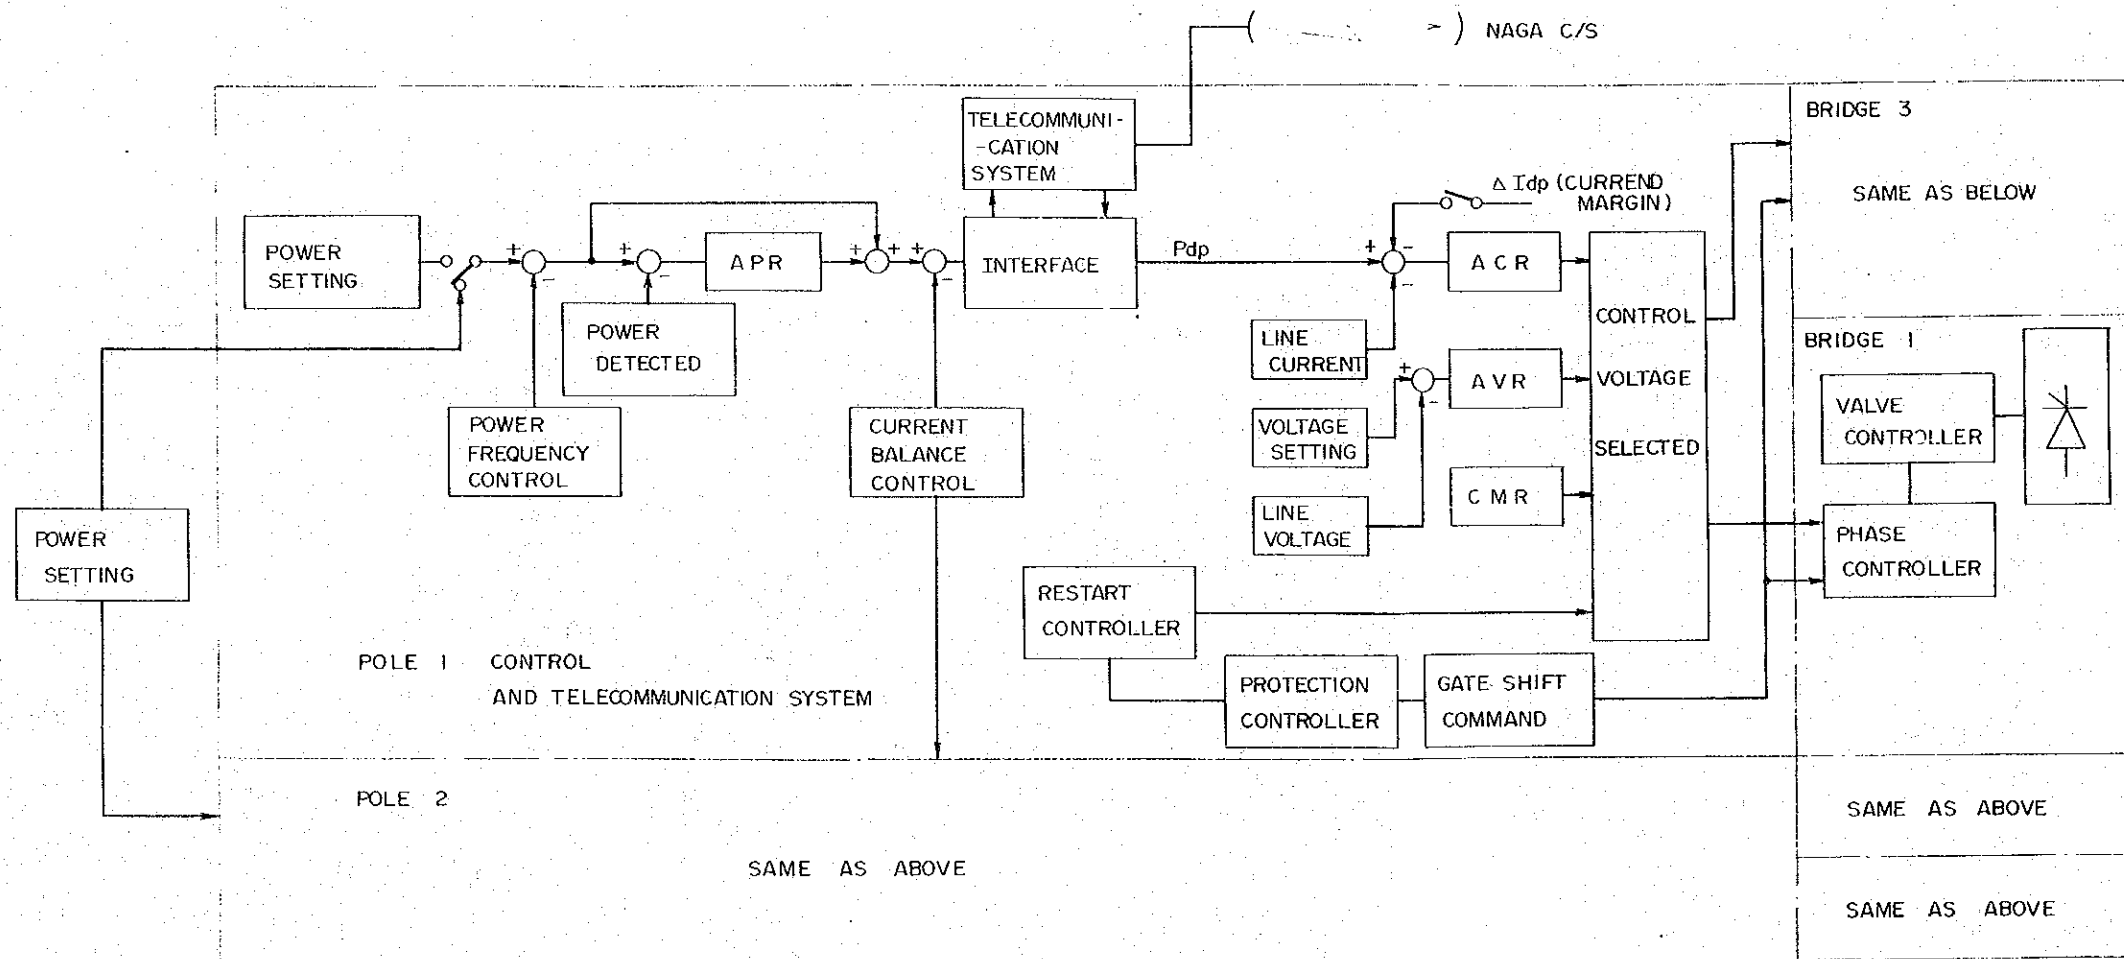 NAGA C/S
BRIDGE 3
TELECOMMUNI-
-CATION
SYSTEM
Δ Idp (CURREND
MARGIN)
SAME AS BELOW
POWER
SETTING
+
-
+
-
APR
+
+
+
-
INTERFACE
Pdp
+
-
-
ACR
POWER
DETECTED
LINE
CURRENT
CONTROL
VOLTAGE
SELECTED
BRIDGE 1
+
-
AVR
VALVE
CONTROLLER
POWER
FREQUENCY
CONTROL
CURRENT
BALANCE
CONTROL
VOLTAGE
SETTING
CMR
LINE
VOLTAGE
POWER
SETTING
PHASE
CONTROLLER
RESTART
CONTROLLER
POLE 1 CONTROL
AND TELECOMMUNICATION SYSTEM
PROTECTION
CONTROLLER
GATE SHIFT
COMMAND
POLE 2
SAME AS ABOVE
SAME AS ABOVE
SAME AS ABOVE